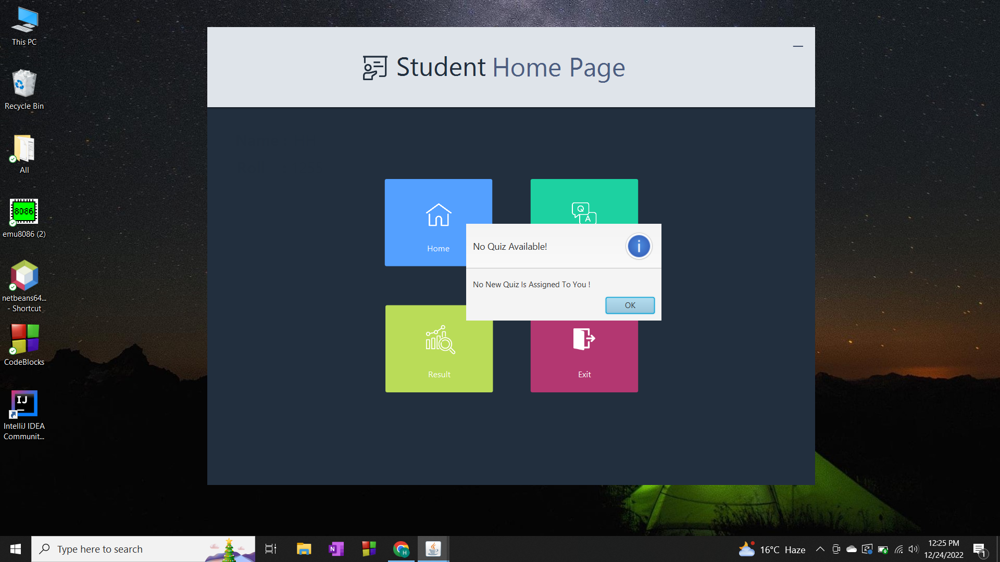 This PC
Recycle Bin
All
8086
emu8086 (2)
netbeans64...
- Shortcut
CodeBlocks
IJ
IntelliJ IDEA
Communit...
Student Home Page
Home
Q
A
No Quiz Available!
i
No New Quiz Is Assigned To You !
OK
Result
Exit
Type here to search
N
H
16°C Haze
12:25 PM
12/24/2022
1